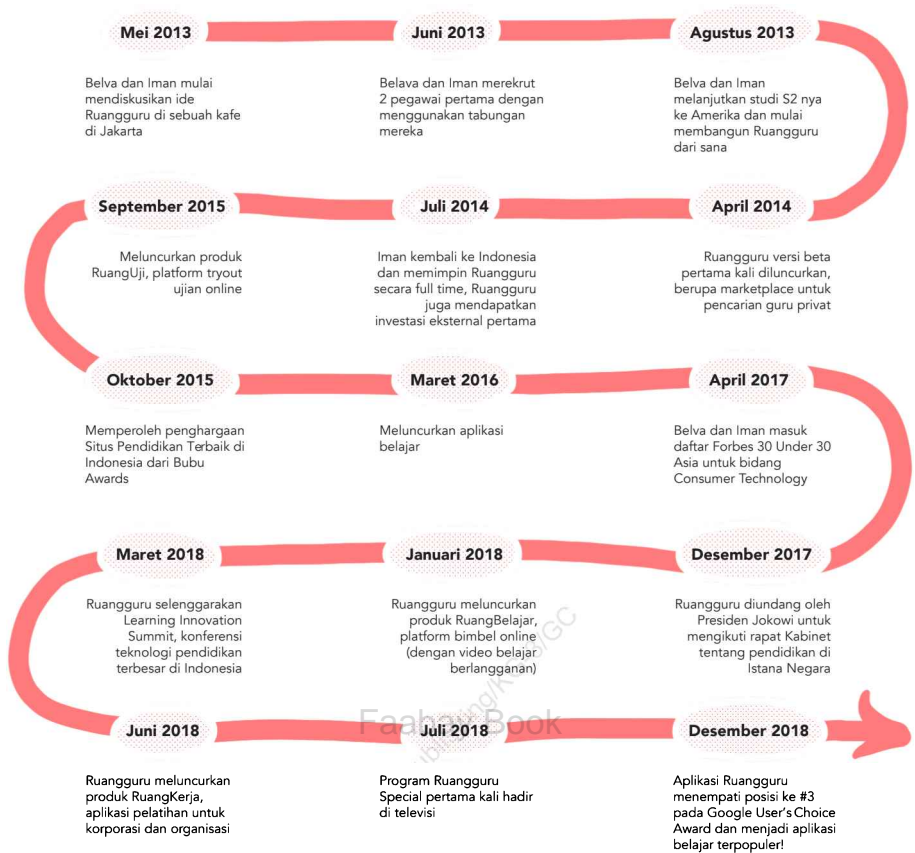 Mei 2013
Belva dan Iman mulai
mendiskusikan ide
Ruangguru di sebuah kafe
di Jakarta
Juni 2013
Belava dan Iman merekrut
2 pegawai pertama dengan
menggunakan tabungan
mereka
Agustus 2013
Belva dan Iman
melanjutkan studi S2 nya
ke Amerika dan mulai
membangun Ruangguru
dari sana
April 2014
Ruangguru versi beta
pertama kali diluncurkan,
berupa marketplace untuk
pencarian guru privat
Juli 2014
Iman kembali ke Indonesia
dan memimpin Ruangguru
secara full time, Ruangguru
juga mendapatkan
investasi eksternal pertama
September 2015
Meluncurkan produk
RuangUji, platform tryout
ujian online
Oktober 2015
Memperoleh penghargaan
Situs Pendidikan Terbaik di
Indonesia dari Bubu
Awards
Maret 2016
Meluncurkan aplikasi
belajar
April 2017
Belva dan Iman masuk
daftar Forbes 30 Under 30
Asia untuk bidang
Consumer Technology
Desember 2017
Ruangguru diundang oleh
Presiden Jokowi untuk
mengikuti rapat Kabinet
tentang pendidikan di
Istana Negara
Januari 2018
Ruangguru meluncurkan
produk RuangBelajar,
platform bimbel online
(dengan video belajar
berlangganan)
Maret 2018
Ruangguru selenggarakan
Learning Innovation
Summit, konferensi
teknologi pendidikan
terbesar di Indonesia
Juni 2018
Ruangguru meluncurkan
produk RuangKerja,
aplikasi pelatihan untuk
korporasi dan organisasi
Juli 2018
Program Ruangguru
Special pertama kali hadir
di televisi
Desember 2018
Aplikasi Ruangguru
menempati posisi ke #3
pada Google User's Choice
Award dan menjadi aplikasi
belajar terpopuler!
Book